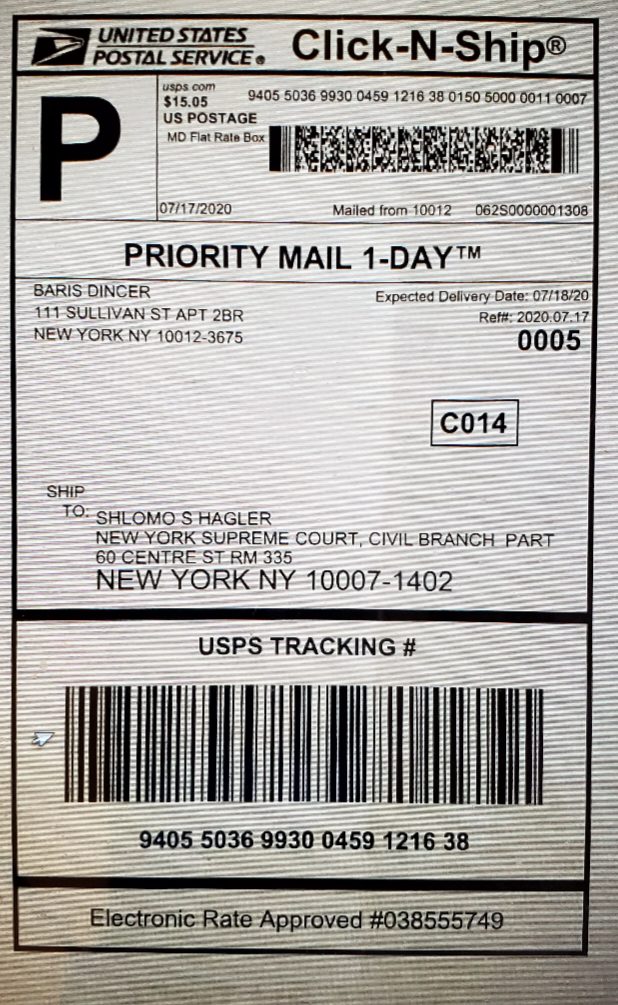 UNITED STATES
POSTAL SERVICE®
Click-N-Ship®
P
usps.com
$15.05
US POSTAGE
MD Flat Rate Box
9405 5036 9930 0459 1216 38 0150 5000 0011 0007
07/17/2020
Mailed from 10012 062S0000001308
PRIORITY MAIL 1-DAY™
BARIS DINCER
111 SULLIVAN ST APT 2BR
NEW YORK NY 10012-3675
Expected Delivery Date: 07/18/20
Ref#: 2020.07.17
0005
C014
SHIP
TO:
SHLOMO S HAGLER
NEW YORK SUPREME COURT, CIVIL BRANCH PART
60 CENTRE ST RM 335
NEW YORK NY 10007-1402
USPS TRACKING #
9405 5036 9930 0459 1216 38
Electronic Rate Approved #038555749